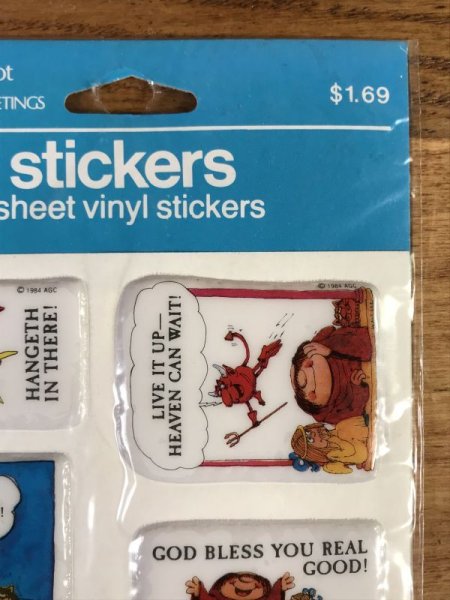 ot
ETINGS
$1.69
stickers
sheet vinyl stickers
© 1984 AGC
© 1984 AGC
HANGETH
IN THERE!
LIVE IT UP—
HEAVEN CAN WAIT!
!
GOD BLESS YOU REAL
GOOD!